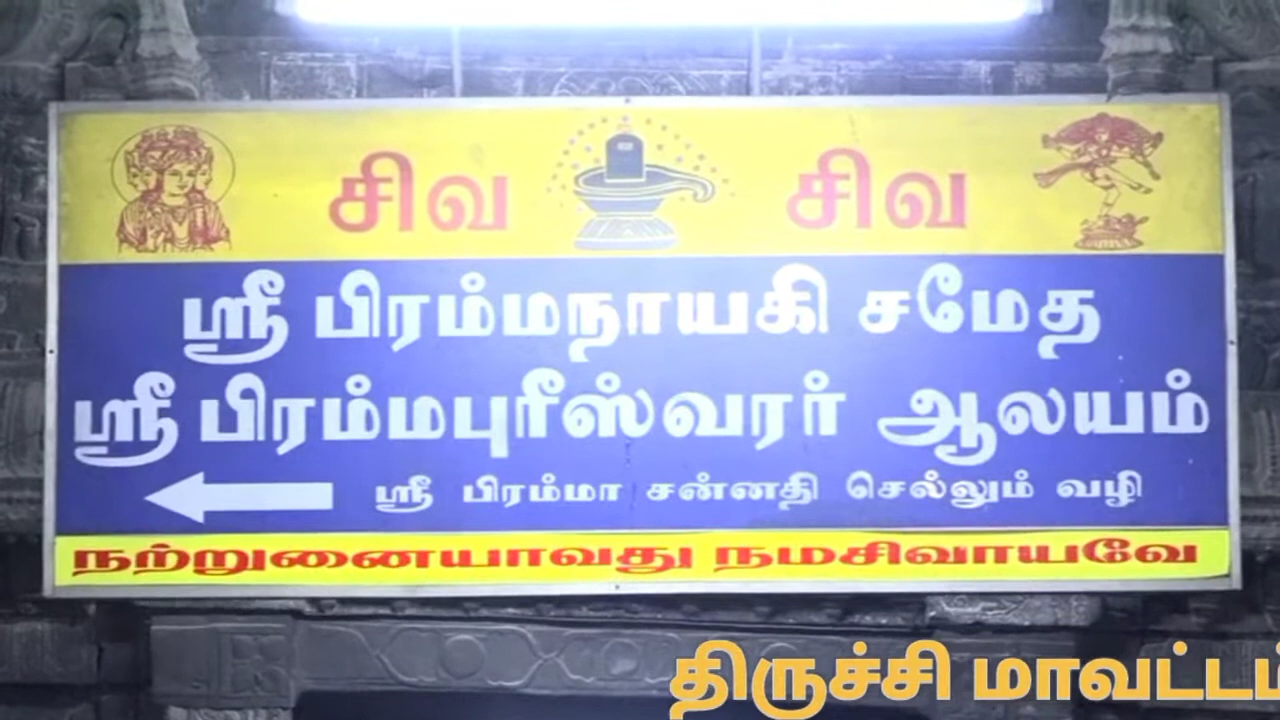 சிவ சிவ
ஸ்ரீ பிரம்மநாயகி சமேத
ஸ்ரீ பிரம்மபுரீஸ்வரர் ஆலயம்
ஸ்ரீ பிரம்மா சன்னதி செல்லும் வழி
நற்றுனையாவது நமசிவாயவே
திருச்சி மாவட்டம்